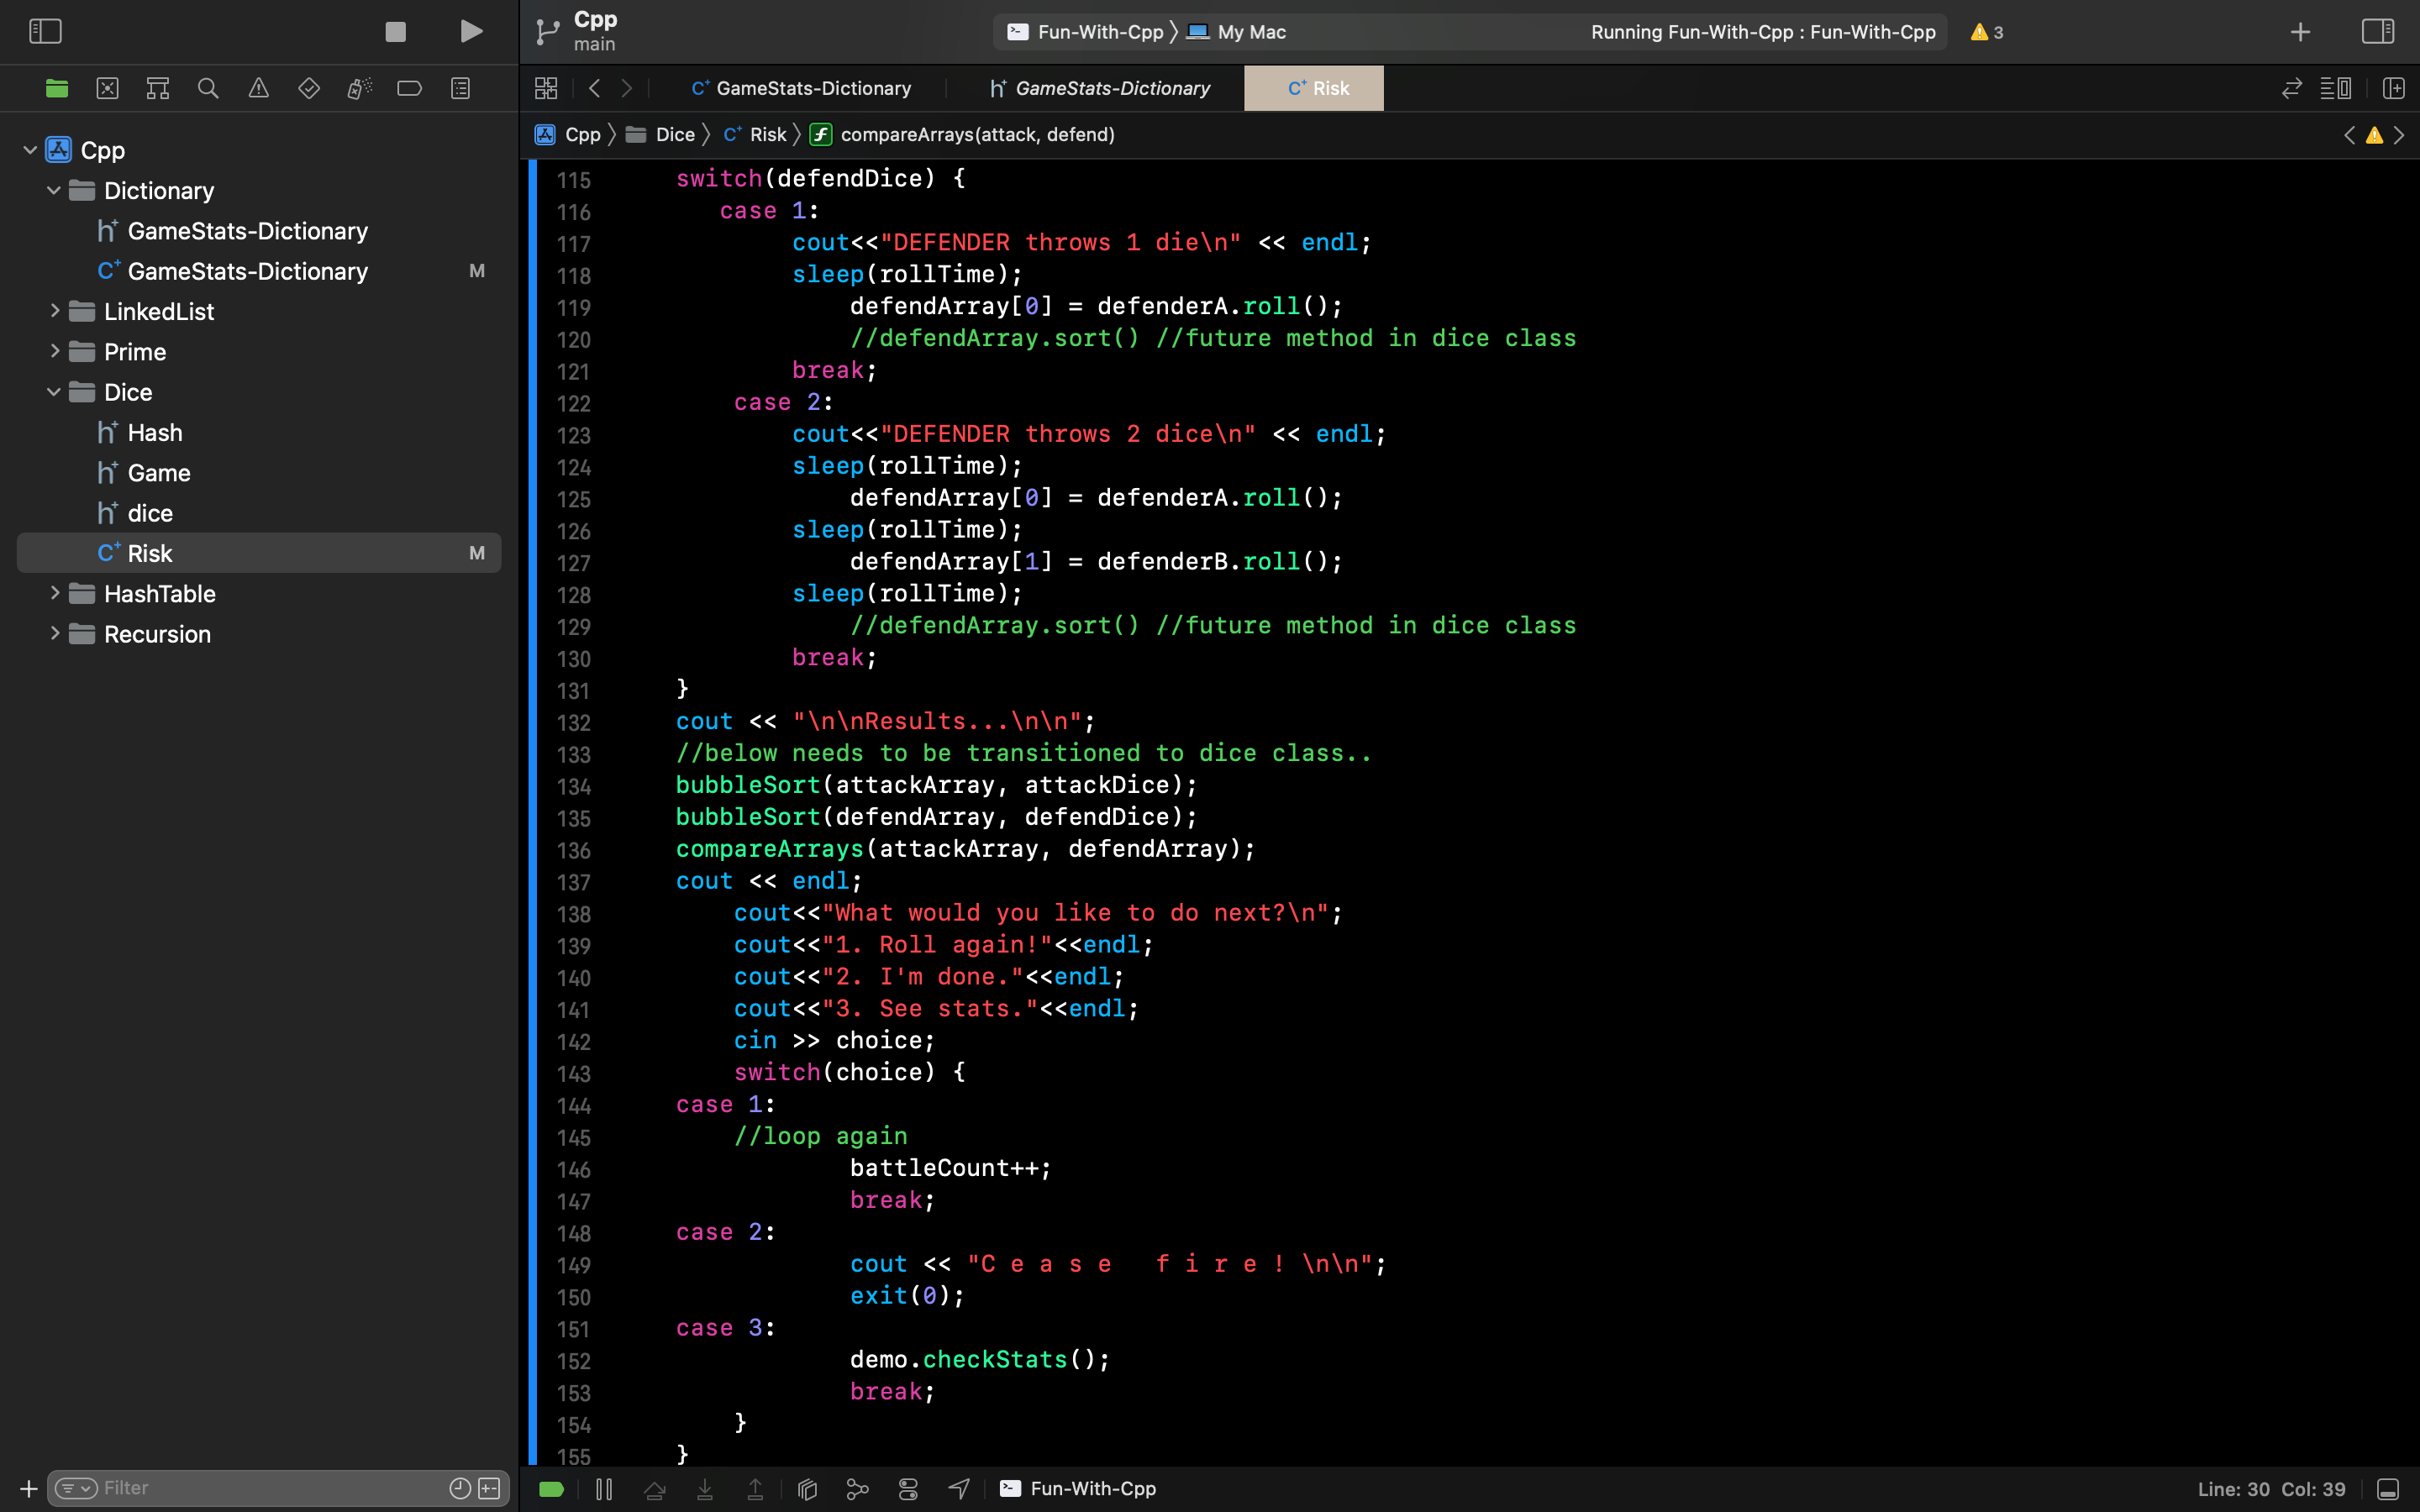 Cpp
main
Fun-With-Cpp
My Mac
Running Fun-With-Cpp : Fun-With-Cpp
3
GameStats-Dictionary
GameStats-Dictionary
Risk
Cpp
Dice
Risk
compareArrays(attack, defend)
Cpp
Dictionary
GameStats-Dictionary
GameStats-Dictionary M
LinkedList
Prime
Dice
Hash
Game
dice
Risk M
HashTable
Recursion
Filter
115 switch(defendDice) {
116 case 1:
117 cout<<"DEFENDER throws 1 die\n" << endl;
118 sleep(rollTime);
119 defendArray[0] = defenderA.roll();
120 //defendArray.sort() //future method in dice class
121 break;
122 case 2:
123 cout<<"DEFENDER throws 2 dice\n" << endl;
124 sleep(rollTime);
125 defendArray[0] = defenderA.roll();
126 sleep(rollTime);
127 defendArray[1] = defenderB.roll();
128 sleep(rollTime);
129 //defendArray.sort() //future method in dice class
130 break;
131 }
132 cout << "\n\nResults...\n\n";
133 //below needs to be transitioned to dice class..
134 bubbleSort(attackArray, attackDice);
135 bubbleSort(defendArray, defendDice);
136 compareArrays(attackArray, defendArray);
137 cout << endl;
138 cout<<"What would you like to do next?\n";
139 cout<<"1. Roll again!"<<endl;
140 cout<<"2. I'm done."<<endl;
141 cout<<"3. See stats."<<endl;
142 cin >> choice;
143 switch(choice) {
144 case 1:
145 //loop again
146 battleCount++;
147 break;
148 case 2:
149 cout << "C e a s e   f i r e ! \n\n";
150 exit(0);
151 case 3:
152 demo.checkStats();
153 break;
154 }
155 }
Fun-With-Cpp
Line: 30 Col: 39